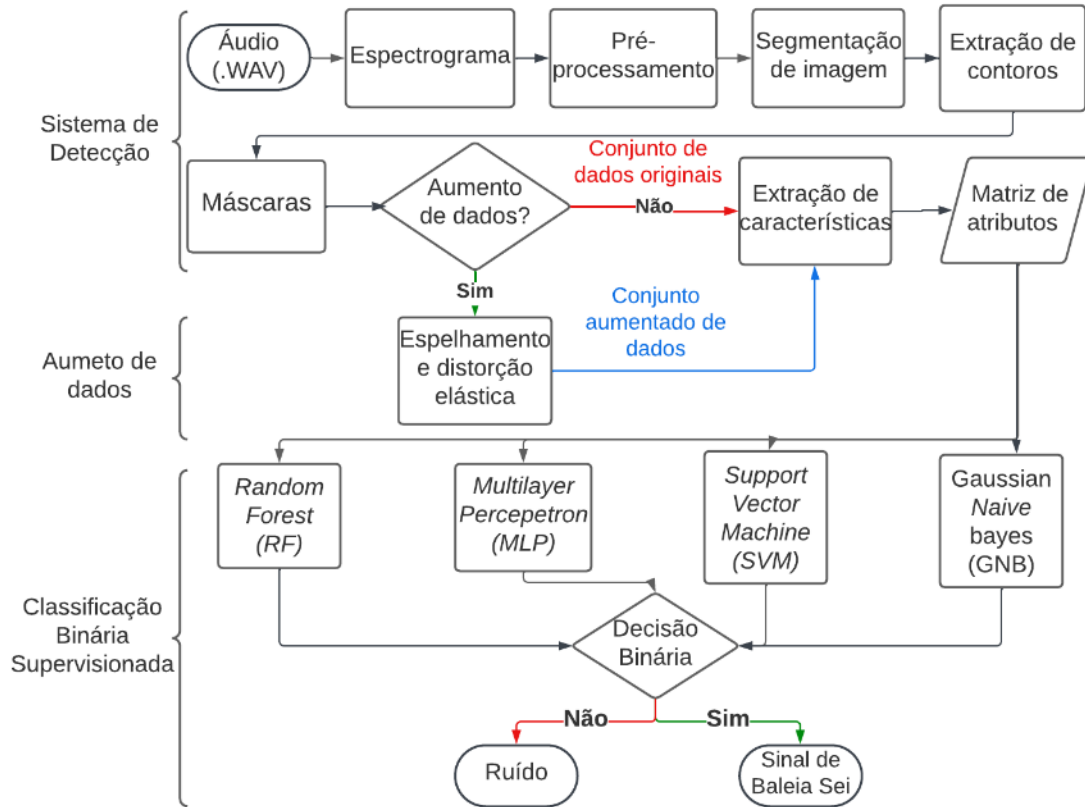 Áudio
(.WAV)
Espectrograma
Pré-
processamento
Segmentação
de imagem
Extração de
contoros
Sistema de
Detecção
Máscaras
Aumento
de dados?
Conjunto de
dados originais
Não
Extração de
características
Matriz de
atributos
Sim
Conjunto
aumentado de
dados
Aumeto de
dados
Espelhamento
e distorção
elástica
Random
Forest
(RF)
Multilayer
Percepetron
(MLP)
Support
Vector
Machine
(SVM)
Gaussian
Naive
bayes
(GNB)
Classificação
Binária
Supervisionada
Decisão
Binária
Não
Sim
Ruído
Sinal de
Baleia Sei